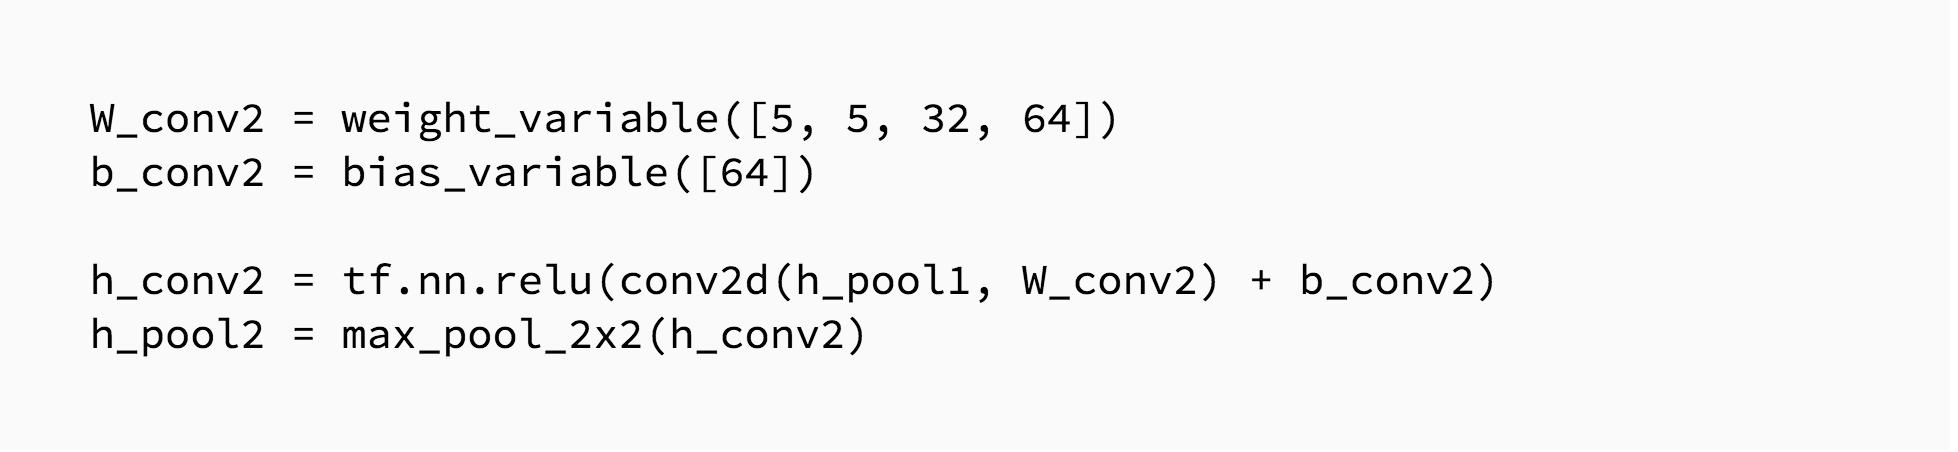 W_conv2 = weight_variable([5, 5, 32, 64])
b_conv2 = bias_variable([64])

h_conv2 = tf.nn.relu(conv2d(h_pool1, W_conv2) + b_conv2)
h_pool2 = max_pool_2x2(h_conv2)